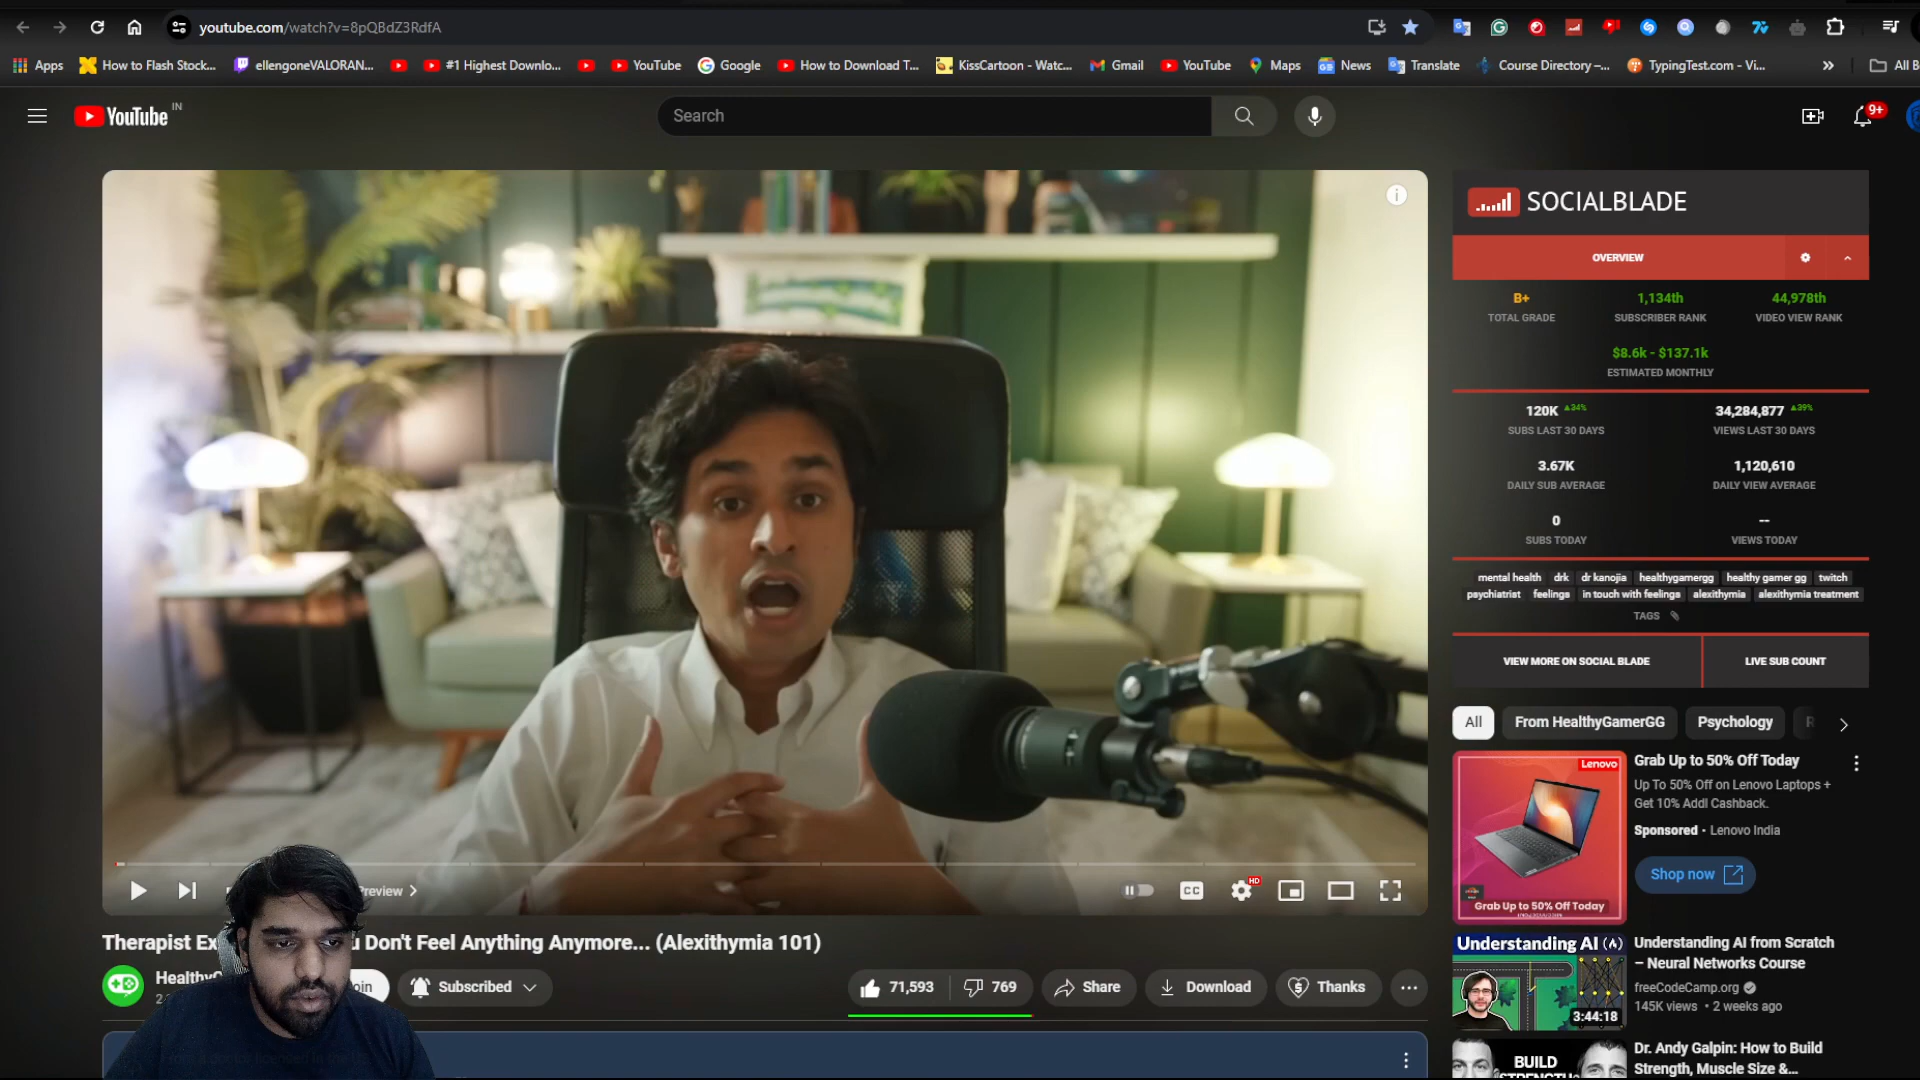 youtube.com/watch?v=8pQBdZ3RdfA
Apps How to Flash Stock... ellengoneVALORAN... #1 Highest Downlo... YouTube Google How to Download T... KissCartoon - Watc... Gmail YouTube Maps News Translate Course Directory –... TypingTest.com - Vi... » All B
YouTube IN
Search
9+
SOCIALBLADE
OVERVIEW
B+ 1,134th 44,978th
TOTAL GRADE SUBSCRIBER RANK VIDEO VIEW RANK
$8.6k - $137.1k
ESTIMATED MONTHLY
120K ▲34% 34,284,877 ▲39%
SUBS LAST 30 DAYS VIEWS LAST 30 DAYS
3.67K 1,120,610
DAILY SUB AVERAGE DAILY VIEW AVERAGE
0 --
SUBS TODAY VIEWS TODAY
mental health drk dr kanojia healthygamergg healthy gamer gg twitch
psychiatrist feelings in touch with feelings alexithymia alexithymia treatment
TAGS
VIEW MORE ON SOCIAL BLADE LIVE SUB COUNT
All From HealthyGamerGG Psychology R
Lenovo
Grab Up to 50% Off Today
Grab Up to 50% Off Today
Up To 50% Off on Lenovo Laptops +
Get 10% Addl Cashback.
Sponsored • Lenovo India
Shop now
Preview
CC HD
Therapist Ex u Don't Feel Anything Anymore... (Alexithymia 101)
HealthyG
oin Subscribed
71,593 769 Share Download Thanks
Understanding AI
3:44:18
Understanding AI from Scratch
– Neural Networks Course
freeCodeCamp.org
145K views • 2 weeks ago
BUILD
STRENGTH
Dr. Andy Galpin: How to Build
Strength, Muscle Size &...